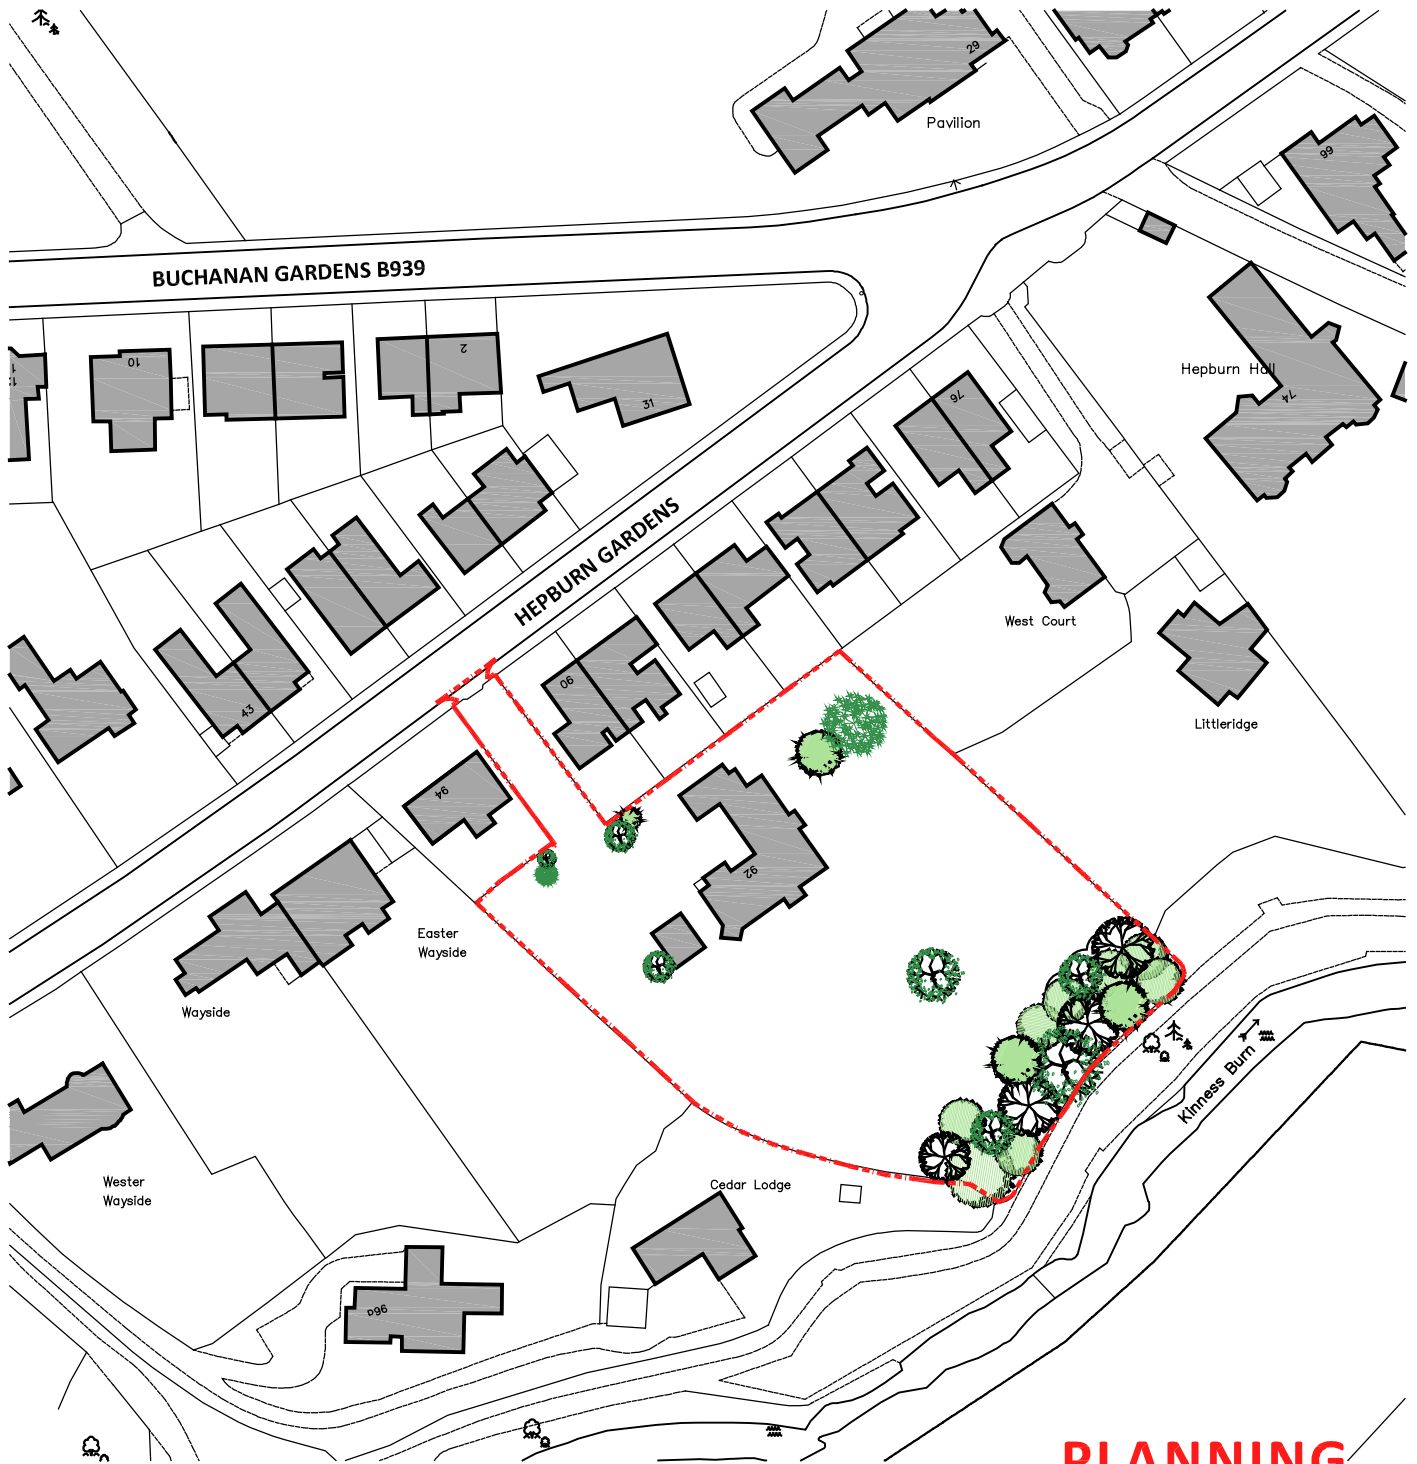 29
Pavilion
99
BUCHANAN GARDENS B939
10
2
31
Hepburn Hall
74
76
HEPBURN GARDENS
West Court
90
43
Littleridge
94
92
Easter
Wayside
Wayside
Kinness Burn
Wester
Wayside
Cedar Lodge
96a
PLANNING